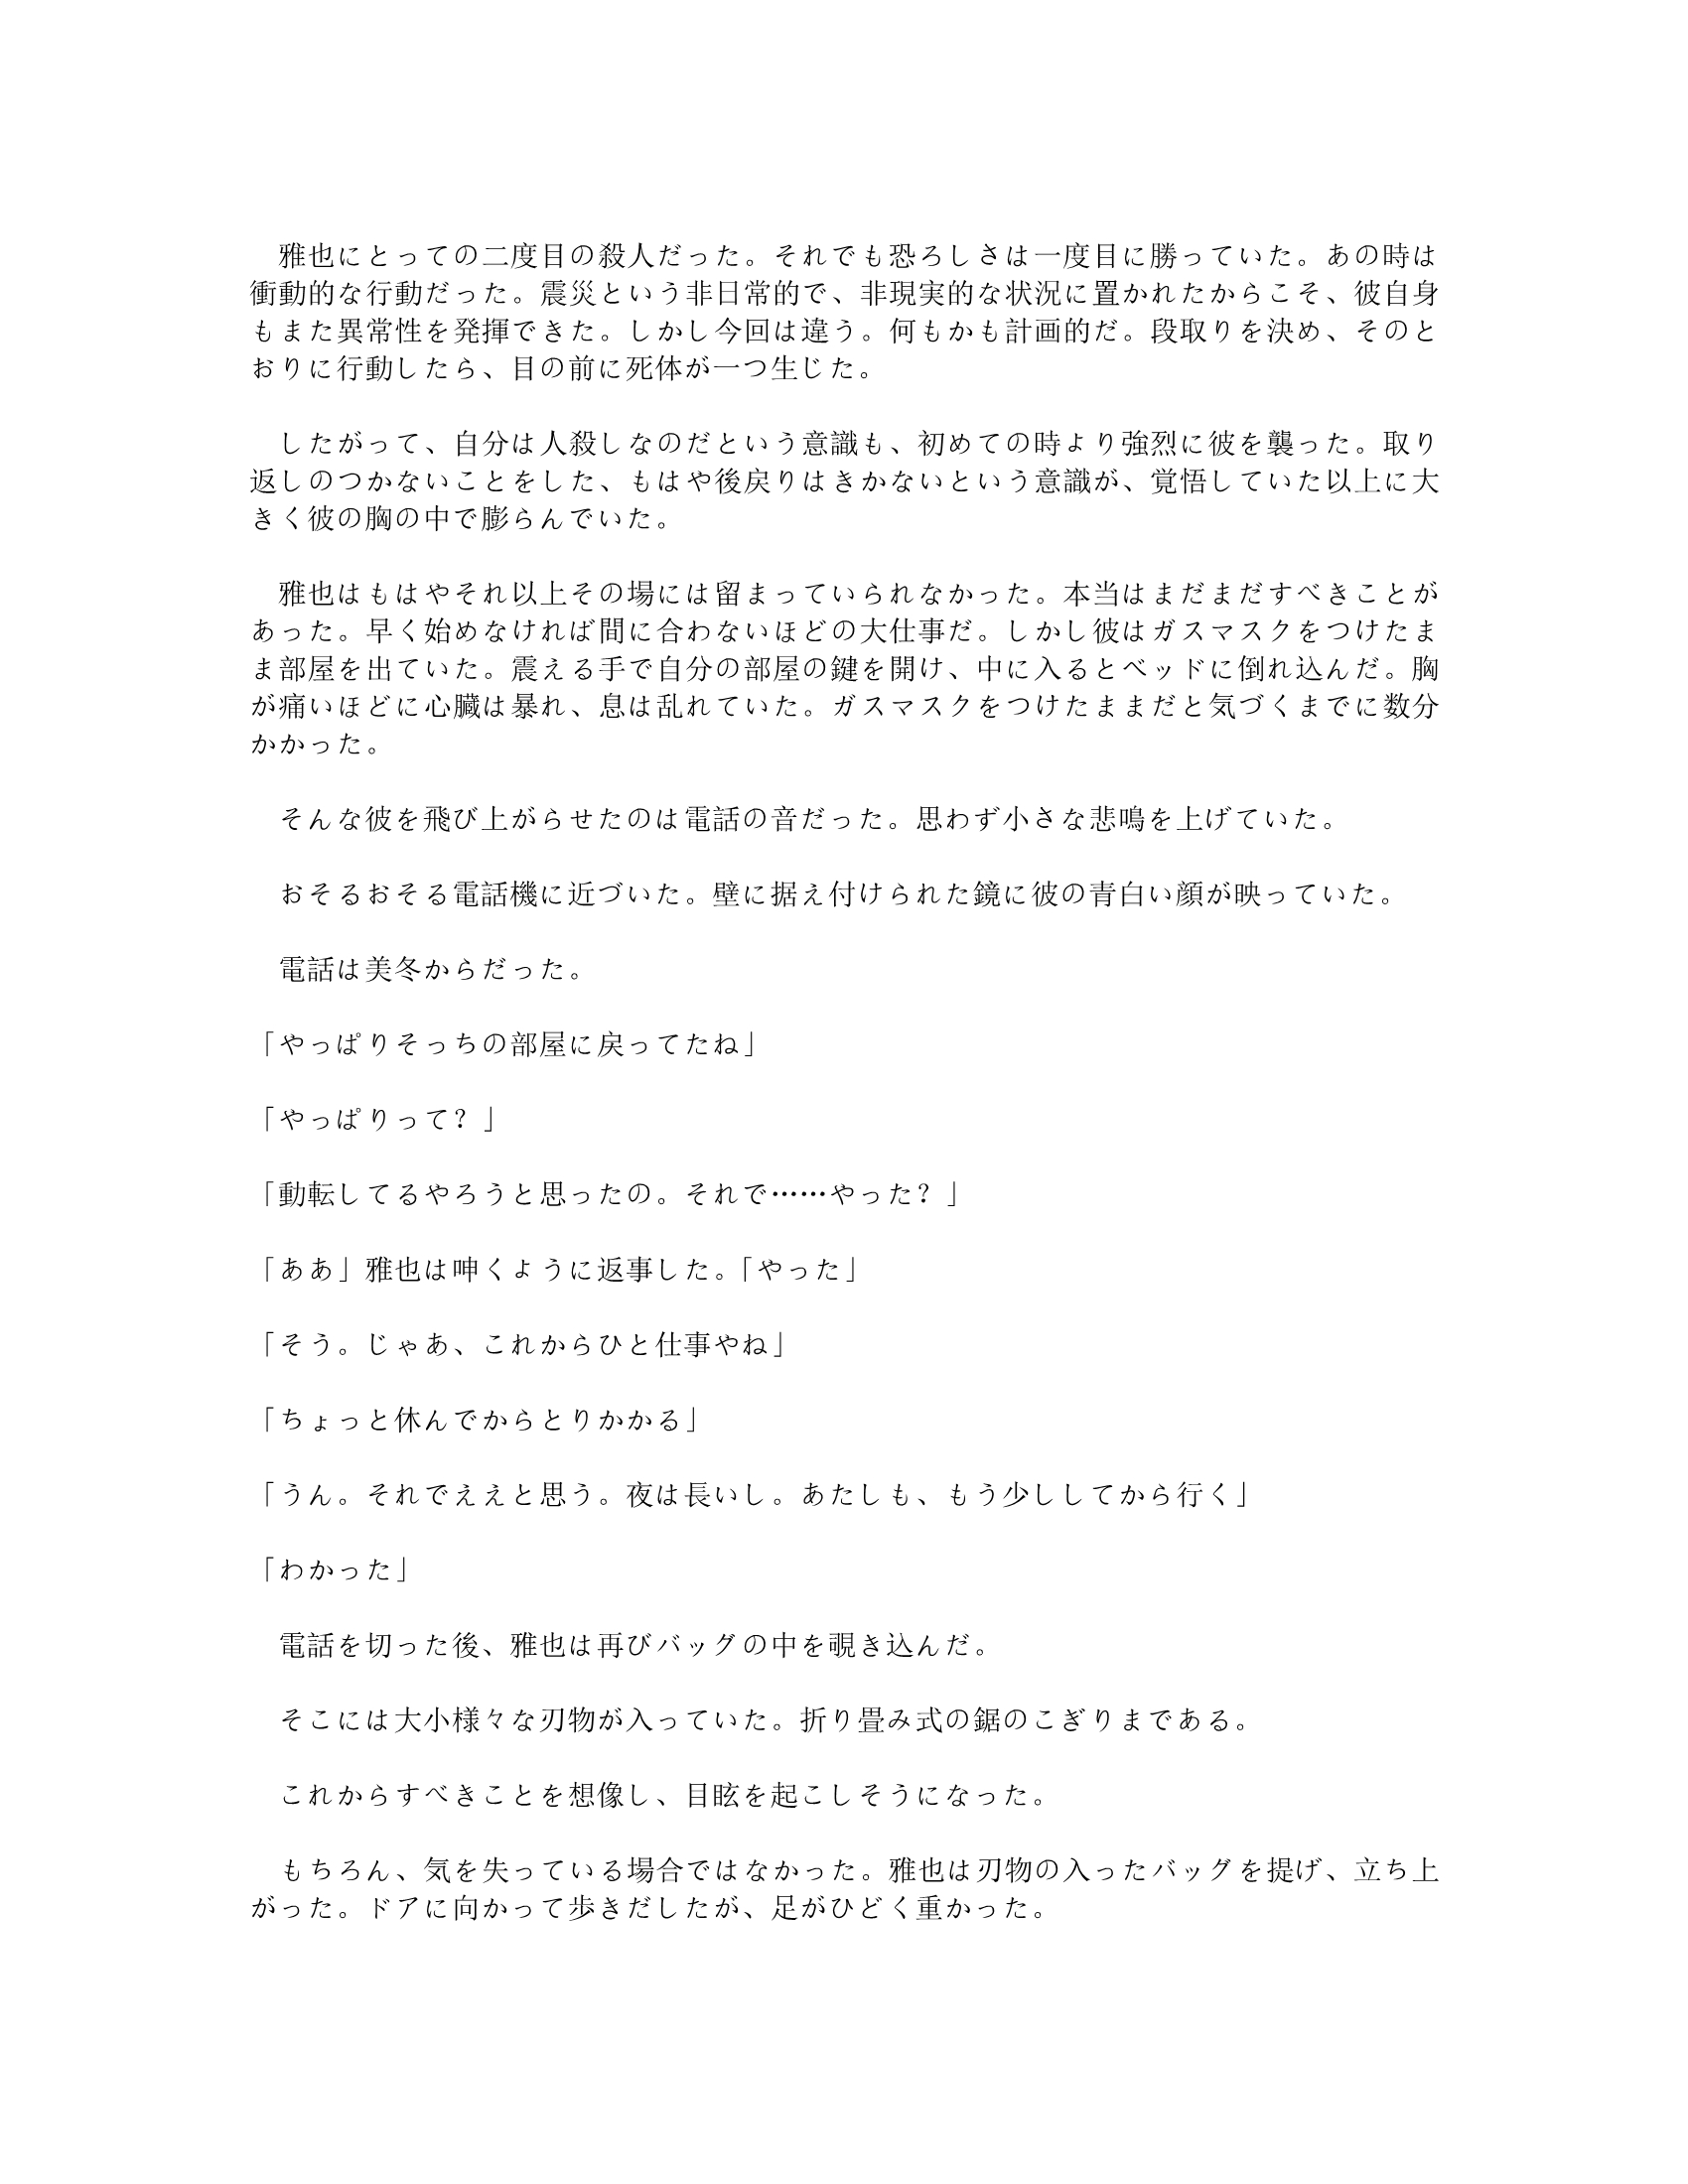 雅也にとっての二度目の殺人だった。それでも恐ろしさは一度目に勝っていた。あの時は
衝動的な行動だった。震災という非日常的で、非現実的な状況に置かれたからこそ、彼自身
もまた異常性を発揮できた。しかし今回は違う。何もかも計画的だ。段取りを決め、そのと
おりに行動したら、目の前に死体が一つ生じた。
したがって、自分は人殺しなのだという意識も、初めての時より強烈に彼を襲った。取り
返しのつかないことをした、もはや後戻りはきかないという意識が、覚悟していた以上に大
きく彼の胸の中で膨らんでいた。
雅也はもはやそれ以上その場には留まっていられなかった。本当はまだまだすべきことが
あった。早く始めなければ間に合わないほどの大仕事だ。しかし彼はガスマスクをつけたま
ま部屋を出ていた。震える手で自分の部屋の鍵を開け、中に入るとベッドに倒れ込んだ。胸
が痛いほどに心臓は暴れ、息は乱れていた。ガスマスクをつけたままだと気づくまでに数分
かかった。
そんな彼を飛び上がらせたのは電話の音だった。思わず小さな悲鳴を上げていた。
おそるおそる電話機に近づいた。壁に据え付けられた鏡に彼の青白い顔が映っていた。
電話は美冬からだった。
「やっぱりそっちの部屋に戻ってたね」
「やっぱりって？」
「動転してるやろうと思ったの。それで……やった？」
「ああ」雅也は呻くように返事した。「やった」
「そう。じゃあ、これからひと仕事やね」
「ちょっと休んでからとりかかる」
「うん。それでええと思う。夜は長いし。あたしも、もう少ししてから行く」
「わかった」
電話を切った後、雅也は再びバッグの中を覗き込んだ。
そこには大小様々な刃物が入っていた。折り畳み式の鋸のこぎりまである。
これからすべきことを想像し、目眩を起こしそうになった。
もちろん、気を失っている場合ではなかった。雅也は刃物の入ったバッグを提げ、立ち上
がった。ドアに向かって歩きだしたが、足がひどく重かった。